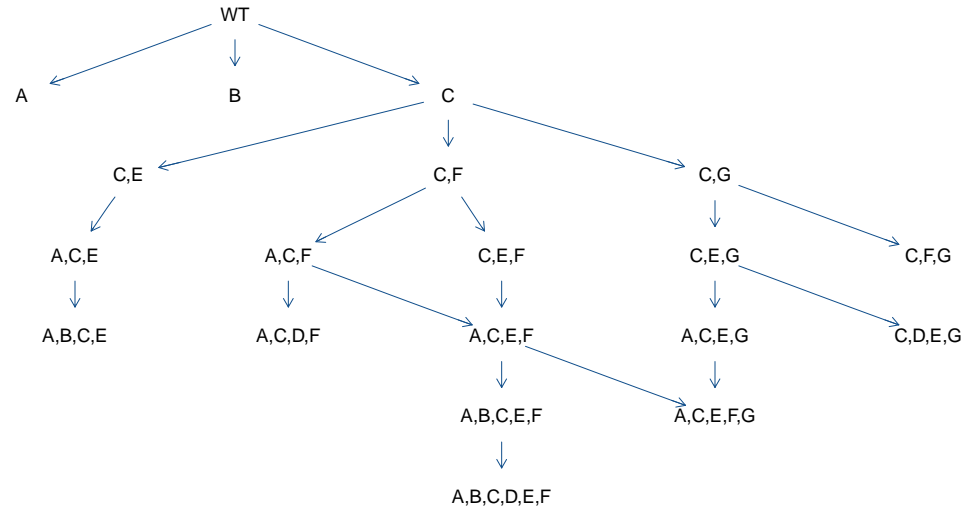 WT
A B C
C,E C,F C,G
A,C,E A,C,F C,E,F C,E,G C,F,G
A,B,C,E A,C,D,F A,C,E,F A,C,E,G C,D,E,G
A,B,C,E,F A,C,E,F,G
A,B,C,D,E,F